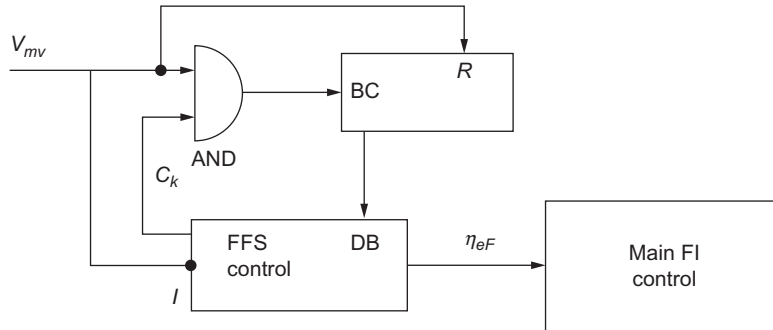 V_mv
R
BC
AND
C_k
FFS
control
DB
I
η_eF
Main FI
control